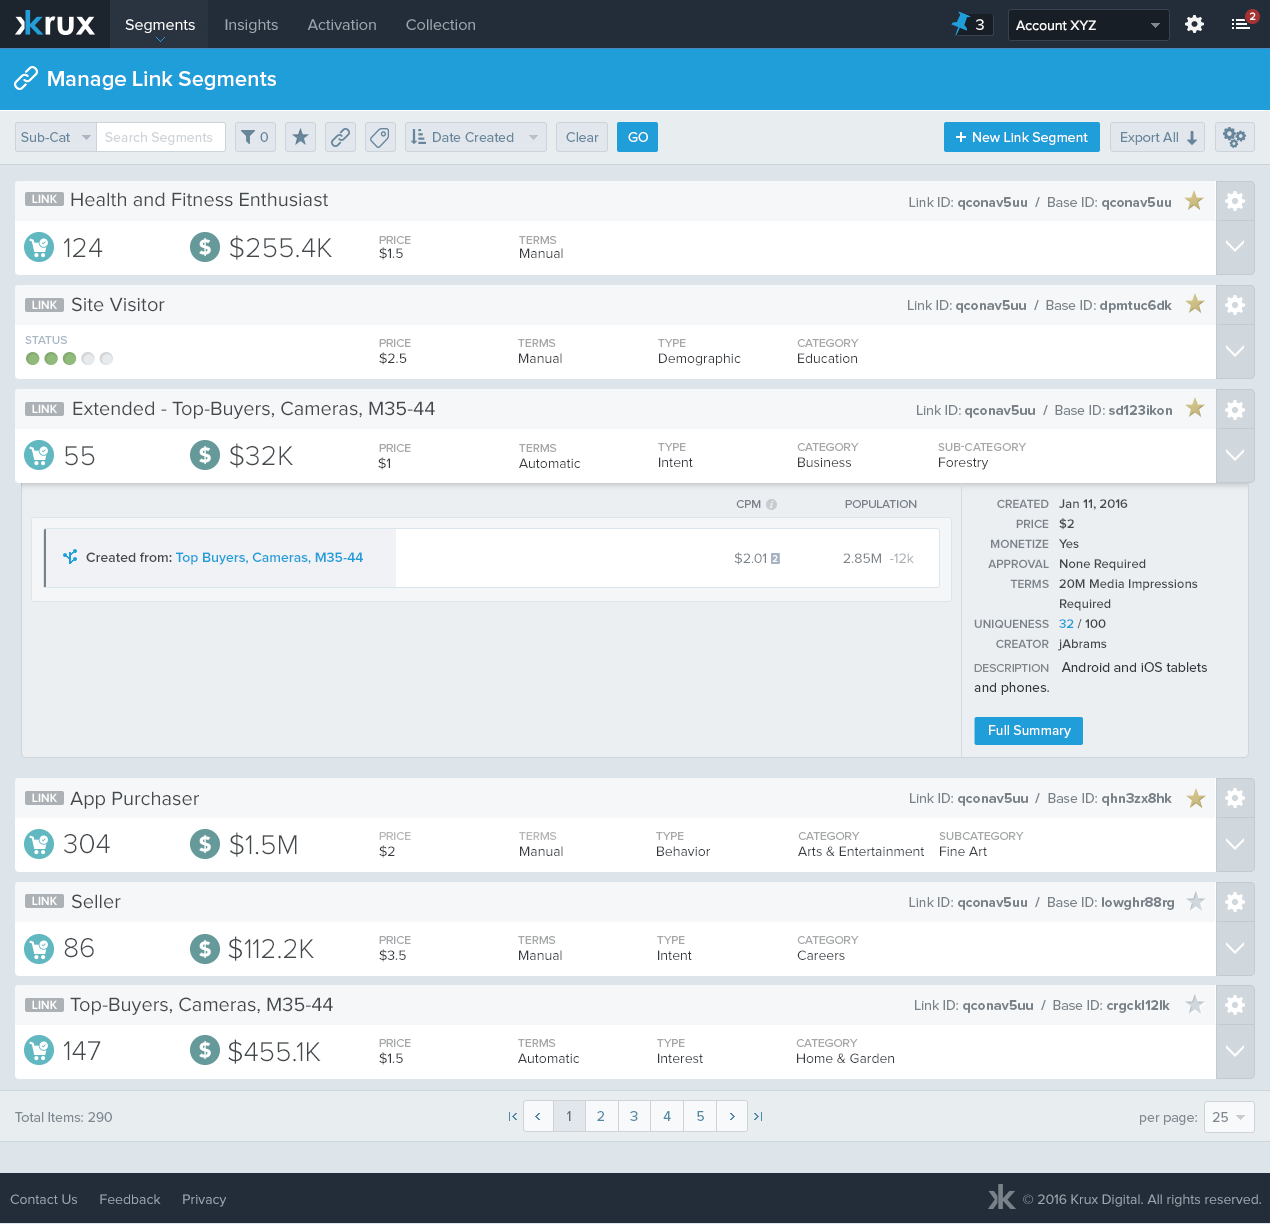 krux Segments Insights Activation Collection 3 Account XYZ 2
Manage Link Segments
Sub-Cat Search Segments 0 Date Created Clear GO + New Link Segment Export All
LINK Health and Fitness Enthusiast Link ID: qconav5uu / Base ID: qconav5uu
124 $ $255.4K PRICE TERMS
$1.5 Manual
LINK Site Visitor Link ID: qconav5uu / Base ID: dpmtuc6dk
STATUS PRICE TERMS TYPE CATEGORY
$2.5 Manual Demographic Education
LINK Extended - Top-Buyers, Cameras, M35-44 Link ID: qconav5uu / Base ID: sd123ikon
55 $ $32K PRICE TERMS TYPE CATEGORY SUB-CATEGORY
$1 Automatic Intent Business Forestry
CPM i POPULATION
Created from: Top Buyers, Cameras, M35-44 $2.01 2 2.85M -12k
CREATED Jan 11, 2016
PRICE $2
MONETIZE Yes
APPROVAL None Required
TERMS 20M Media Impressions
Required
UNIQUENESS 32 / 100
CREATOR jAbrams
DESCRIPTION Android and iOS tablets
and phones.
Full Summary
LINK App Purchaser Link ID: qconav5uu / Base ID: qhn3zx8hk
304 $ $1.5M PRICE TERMS TYPE CATEGORY SUBCATEGORY
$2 Manual Behavior Arts & Entertainment Fine Art
LINK Seller Link ID: qconav5uu / Base ID: lowghr88rg
86 $ $112.2K PRICE TERMS TYPE CATEGORY
$3.5 Manual Intent Careers
LINK Top-Buyers, Cameras, M35-44 Link ID: qconav5uu / Base ID: crgckl12lk
147 $ $455.1K PRICE TERMS TYPE CATEGORY
$1.5 Automatic Interest Home & Garden
Total Items: 290 1 2 3 4 5 per page: 25
Contact Us Feedback Privacy k © 2016 Krux Digital. All rights reserved.